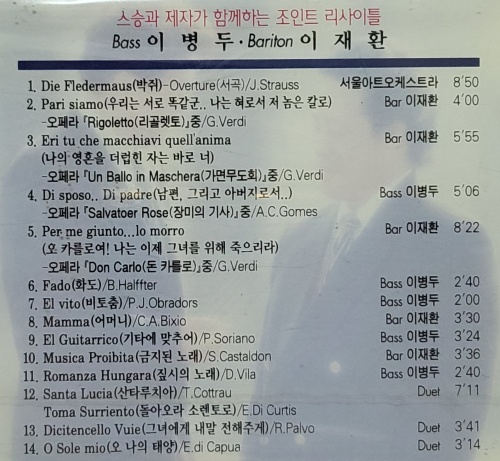 스승과 제자가 함께하는 조인트 리사이틀
Bass 이 병 두 · Bariton 이 재 환
1. Die Fledermaus(박쥐)-Overture(서곡)/J.Strauss 서울아트오케스트라 8'50
2. Pari siamo(우리는 서로 똑같군.. 나는 혀로서 저 놈은 칼로) Bar 이재환 4'00
-오페라 「Rigoletto(리골렛토)」중/G.Verdi
3. Eri tu che macchiavi quell'anima Bar 이재환 5'55
(나의 영혼을 더럽힌 자는 바로 너)
-오페라 「Un Ballo in Maschera(가면무도회)」중/G.Verdi
4. Di sposo.. Di padre(남편, 그리고 아버지로서..) Bass 이병두 5'06
-오페라 「Salvatoer Rose(장미의 기사)」중/A.C.Gomes
5. Per me giunto...lo morro Bar 이재환 8'22
(오 카를로여! 나는 이제 그녀를 위해 죽으리라)
-오페라 「Don Carlo(돈 카를로)」중/G.Verdi
6. Fado(화도)/B.Halffter Bass 이병두 2'40
7. El vito(비토춤)/P.J.Obradors Bass 이병두 2'00
8. Mamma(어머니)/C.A.Bixio Bar 이재환 3'30
9. El Guitarrico(기타에 맞추어)/P.Soriano Bass 이병두 3'24
10. Musica Proibita(금지된 노래)/S.Castaldon Bar 이재환 3'36
11. Romanza Hungara(짚시의 노래)/D.Vila Bass 이병두 2'40
12. Santa Lucia(산타루치아)/T.Cottrau Duet 7'11
Toma Surriento(돌아오라 소렌토로)/E.Di Curtis
13. Dicitencello Vuie(그녀에게 내말 전해주게)/R.Palvo Duet 3'41
14. O Sole mio(오 나의 태양)/E.di Capua Duet 3'14